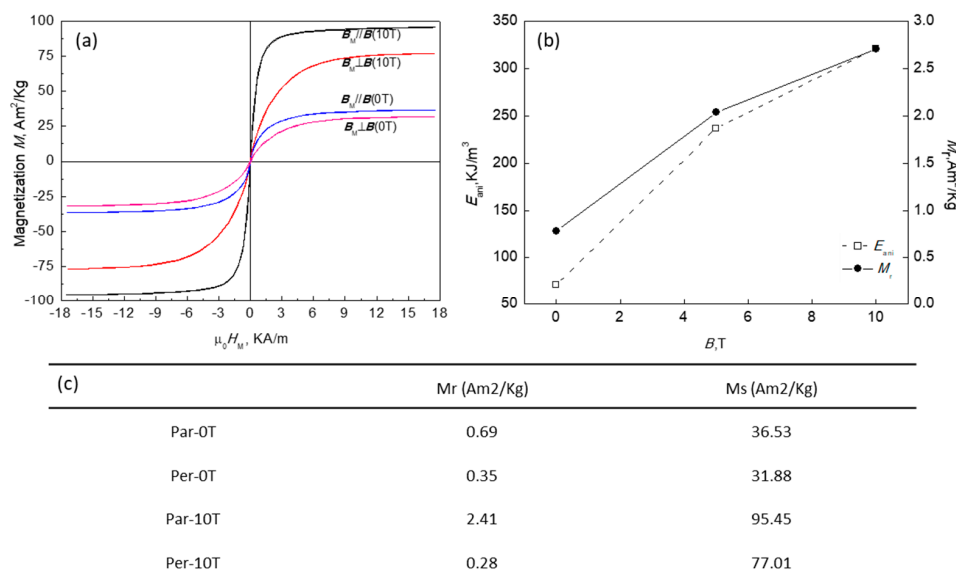 (a)
100
75
50
25
0
-25
-50
-75
-100
Magnetization M, Am²/Kg
B_M//B(10T)
B_M⊥B(10T)
B_M//B(0T)
B_M⊥B(0T)
-18 -15 -12 -9 -6 -3 0 3 6 9 12 15 18
μ₀H_M, KA/m
(b)
350
300
250
200
150
100
50
E_ani, KJ/m³
3.0
2.5
2.0
1.5
1.0
0.5
0.0
M_r, Am²/Kg
E_ani
M_r
0 2 4 6 8 10
B,T
(c) Mr (Am2/Kg) Ms (Am2/Kg)
Par-0T 0.69 36.53
Per-0T 0.35 31.88
Par-10T 2.41 95.45
Per-10T 0.28 77.01